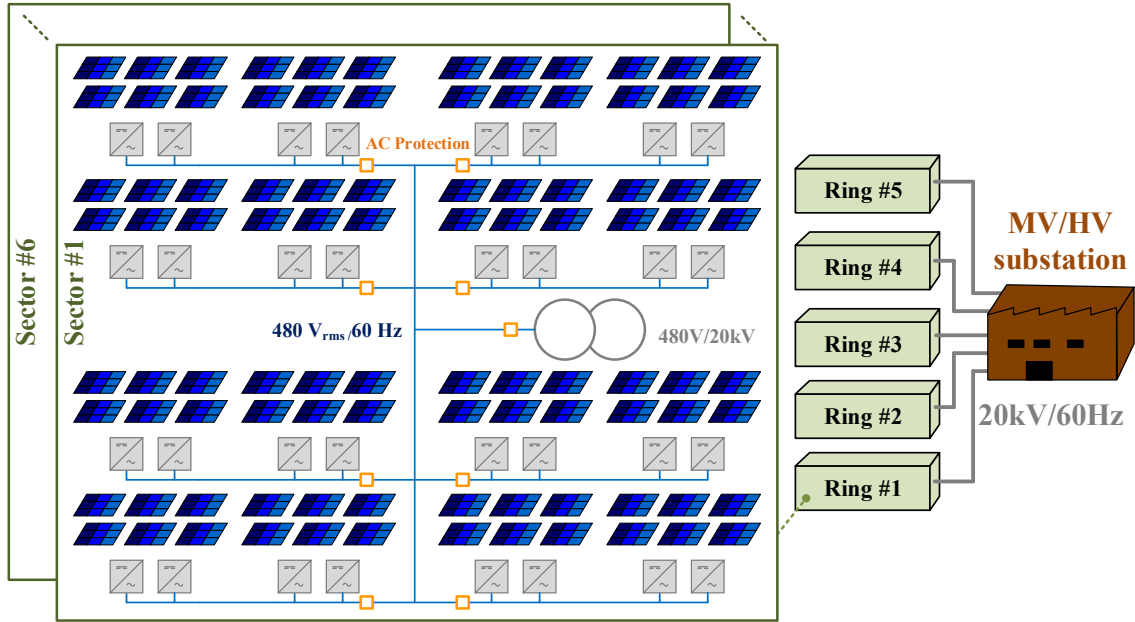 Sector #6
Sector #1
AC Protection
480 Vrms/60 Hz
480V/20kV
Ring #5
Ring #4
Ring #3
Ring #2
Ring #1
MV/HV
substation
20kV/60Hz